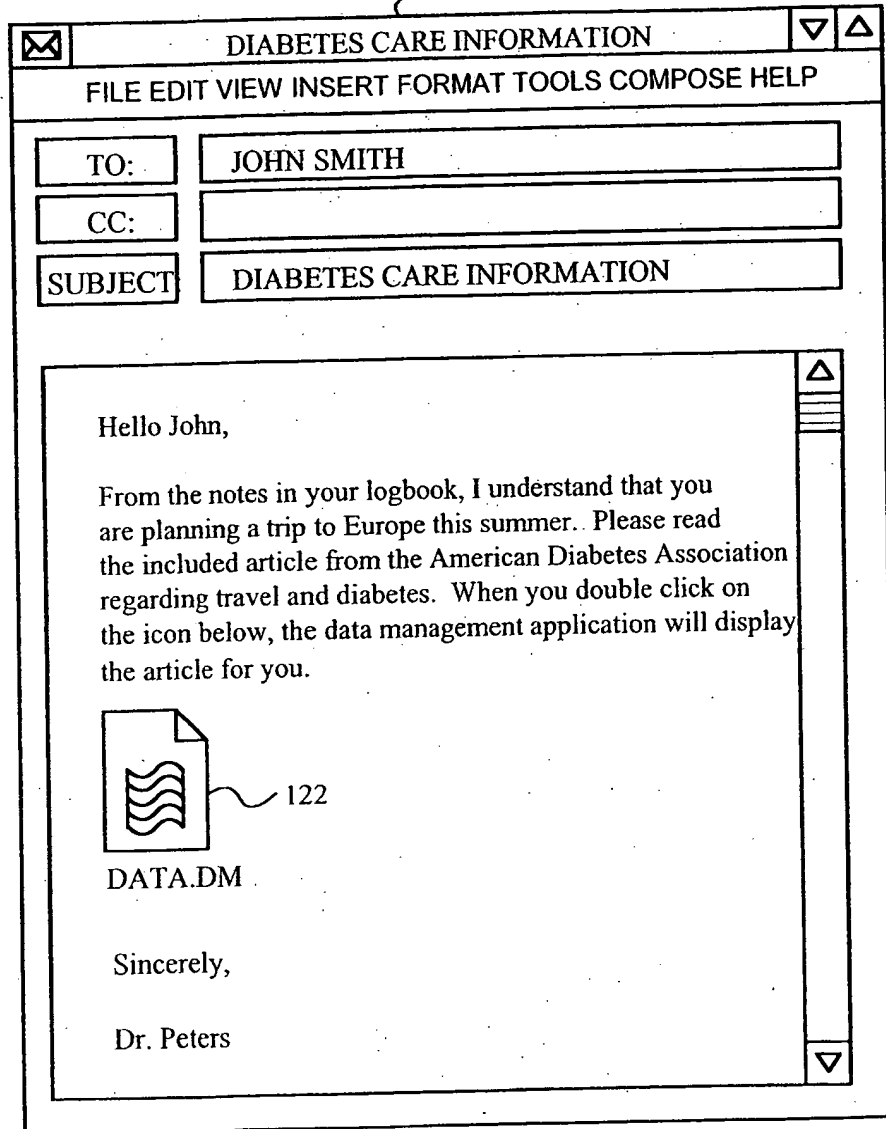 DIABETES CARE INFORMATION
FILE EDIT VIEW INSERT FORMAT TOOLS COMPOSE HELP
TO: JOHN SMITH
CC:
SUBJECT DIABETES CARE INFORMATION
Hello John,
From the notes in your logbook, I understand that you
are planning a trip to Europe this summer. Please read
the included article from the American Diabetes Association
regarding travel and diabetes. When you double click on
the icon below, the data management application will display
the article for you.
122
DATA.DM
Sincerely,
Dr. Peters